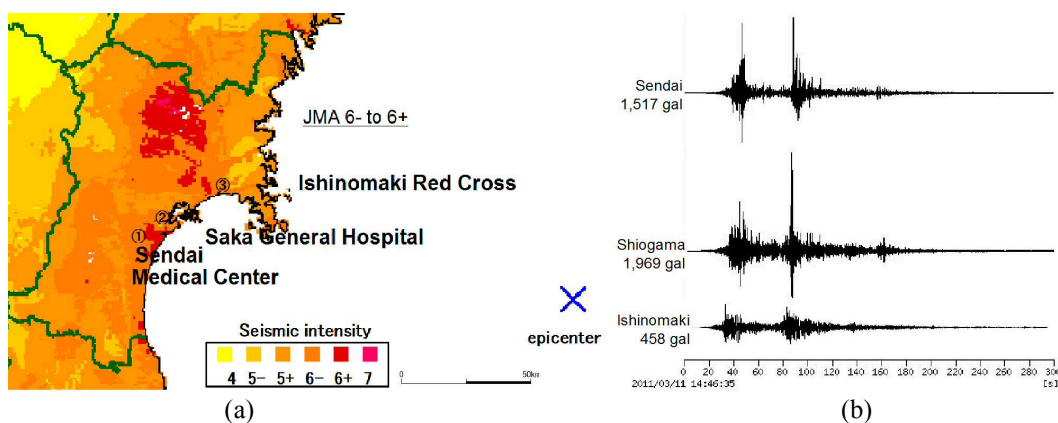 JMA 6- to 6+
③
Ishinomaki Red Cross
②
①
Saka General Hospital
Sendai
Medical Center
epicenter
Seismic intensity
4 5- 5+ 6- 6+ 7
0 50km
(a)
Sendai
1,517 gal
Shiogama
1,969 gal
Ishinomaki
458 gal
0 20 40 60 80 100 120 140 160 180 200 220 240 260 280 300
2011/03/11 14:46:35
[s]
(b)